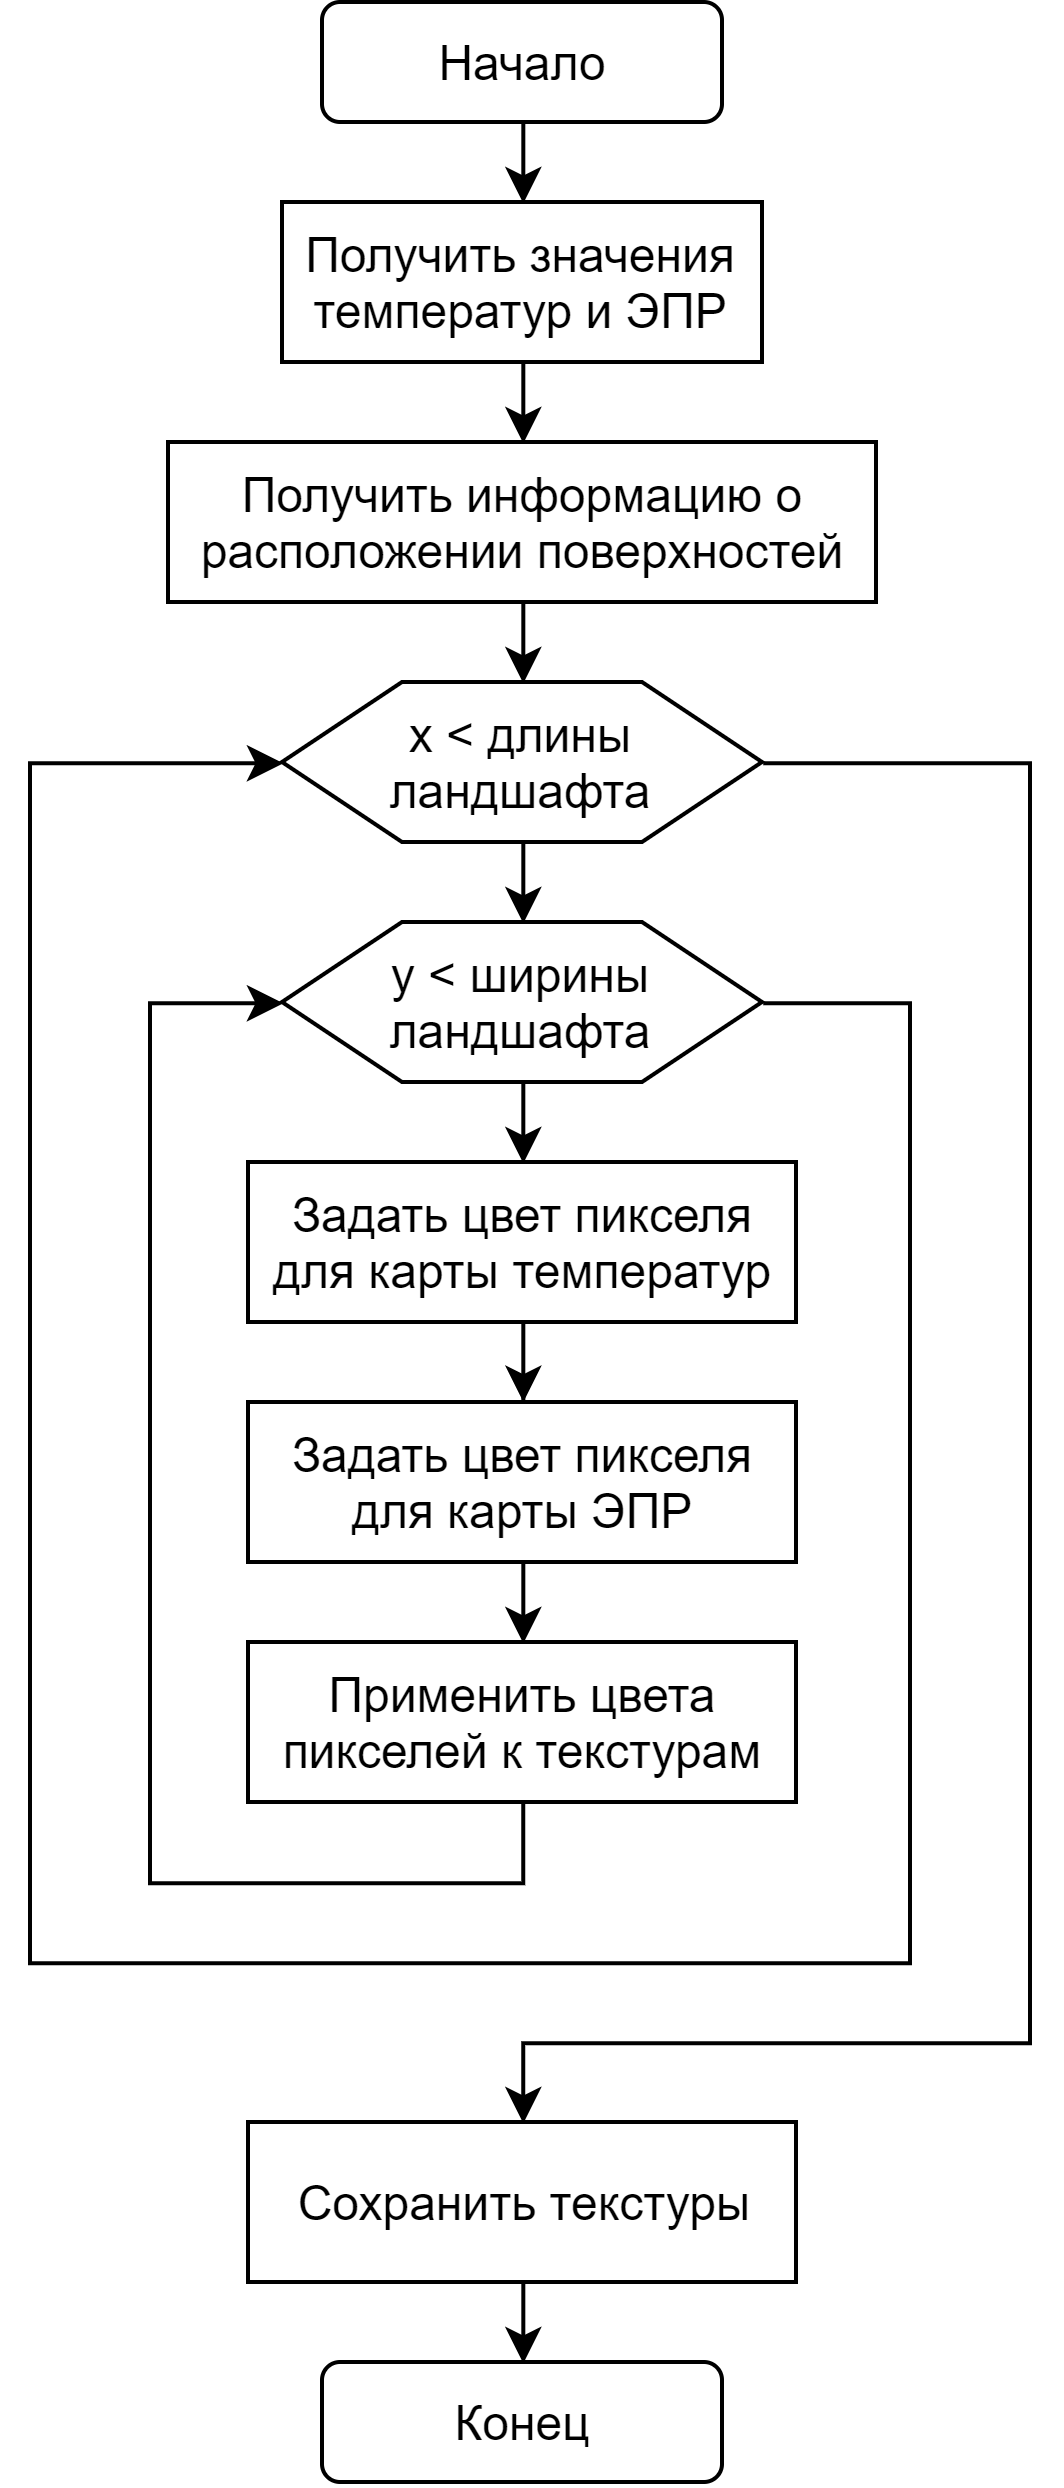 Начало
Получить значения
температур и ЭПР
Получить информацию о
расположении поверхностей
x < длины
ландшафта
y < ширины
ландшафта
Задать цвет пикселя
для карты температур
Задать цвет пикселя
для карты ЭПР
Применить цвета
пикселей к текстурам
Сохранить текстуры
Конец